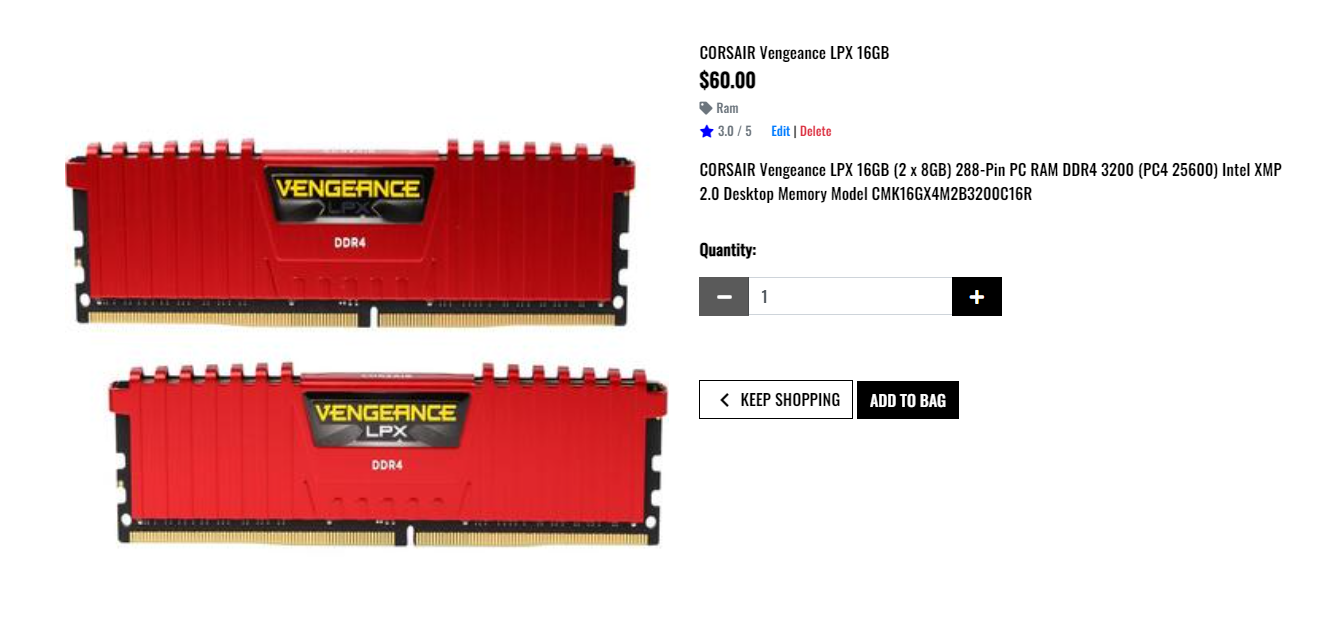 CORSAIR Vengeance LPX 16GB
$60.00
Ram
3.0 / 5 Edit | Delete
CORSAIR Vengeance LPX 16GB (2 x 8GB) 288-Pin PC RAM DDR4 3200 (PC4 25600) Intel XMP
2.0 Desktop Memory Model CMK16GX4M2B3200C16R
Quantity:
1
KEEP SHOPPING ADD TO BAG
VENGEANCE
LPX
DDR4
CORSAIR
VENGEANCE
LPX
DDR4